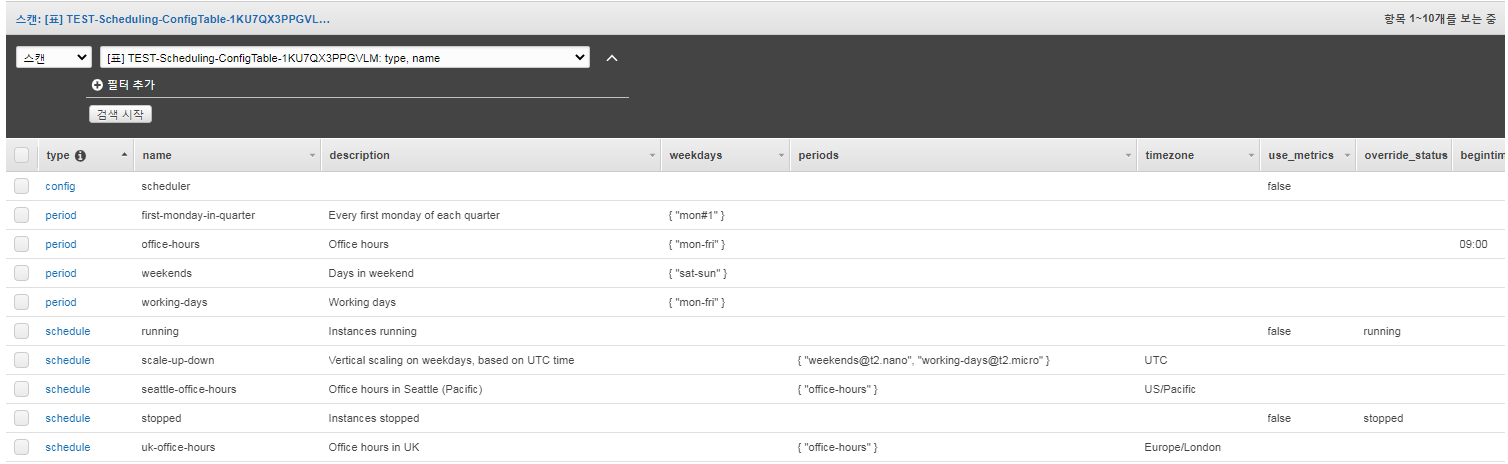 스캔: [표] TEST-Scheduling-ConfigTable-1KU7QX3PPGVL... 항목 1~10개를 보는 중
스캔 [표] TEST-Scheduling-ConfigTable-1KU7QX3PPGVLM: type, name
필터 추가
검색 시작
type name description weekdays periods timezone use_metrics override_status begintim
config scheduler false
period first-monday-in-quarter Every first monday of each quarter { "mon#1" }
period office-hours Office hours { "mon-fri" } 09:00
period weekends Days in weekend { "sat-sun" }
period working-days Working days { "mon-fri" }
schedule running Instances running false running
schedule scale-up-down Vertical scaling on weekdays, based on UTC time { "weekends@t2.nano", "working-days@t2.micro" } UTC
schedule seattle-office-hours Office hours in Seattle (Pacific) { "office-hours" } US/Pacific
schedule stopped Instances stopped false stopped
schedule uk-office-hours Office hours in UK { "office-hours" } Europe/London